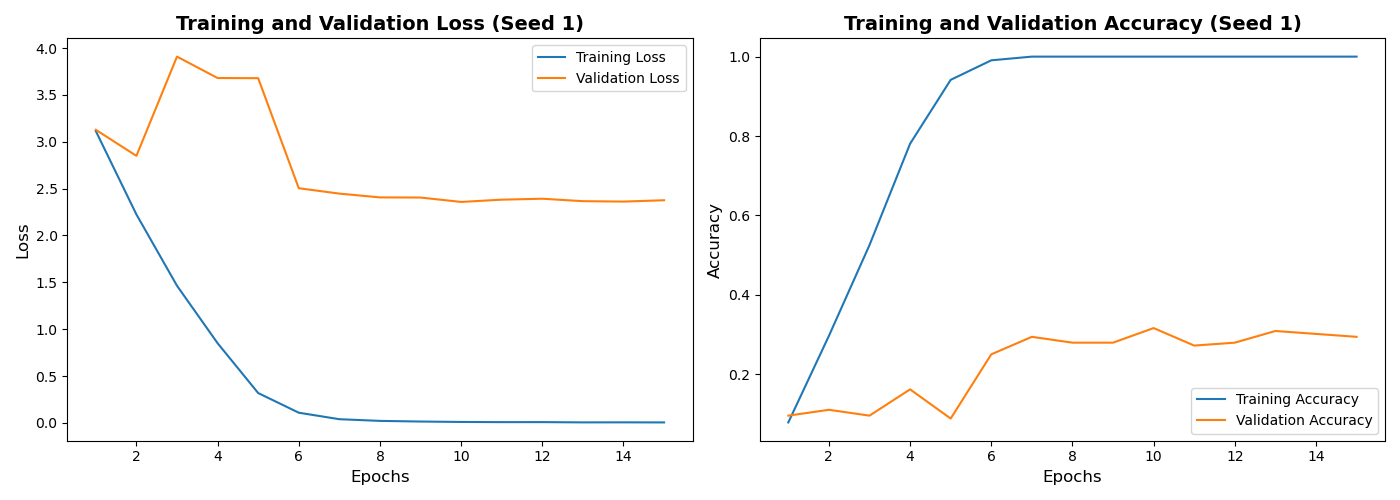 Training and Validation Loss (Seed 1)
4.0
3.5
3.0
2.5
2.0
1.5
1.0
0.5
0.0
Loss
2 4 6 8 10 12 14
Epochs
Training Loss
Validation Loss
Training and Validation Accuracy (Seed 1)
1.0
0.8
0.6
0.4
0.2
Accuracy
2 4 6 8 10 12 14
Epochs
Training Accuracy
Validation Accuracy